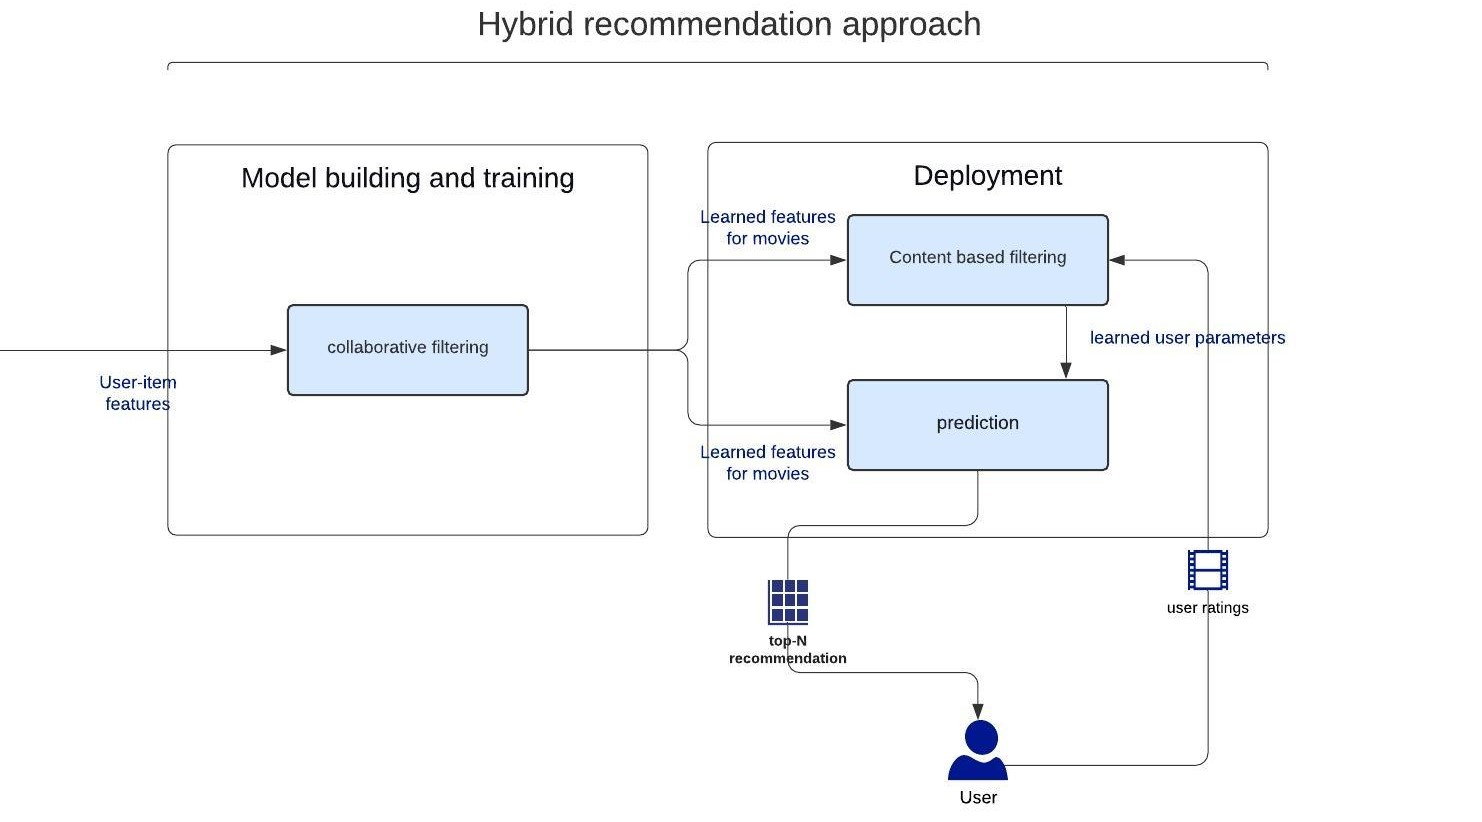 Hybrid recommendation approach
Model building and training
Deployment
Learned features
for movies
Content based filtering
learned user parameters
collaborative filtering
User-item
features
prediction
Learned features
for movies
user ratings
top-N
recommendation
User